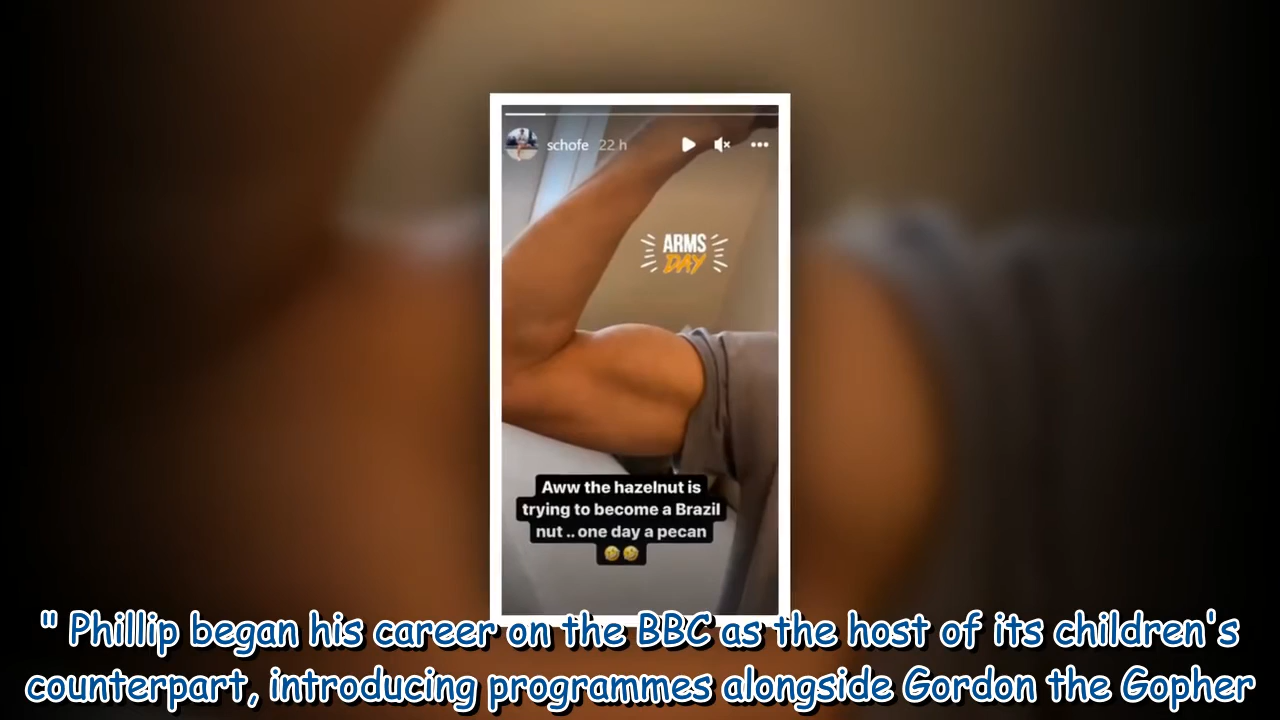 schofe 22 h
ARMS
DAY
Aww the hazelnut is
trying to become a Brazil
nut .. one day a pecan
🤣🤣
" Phillip began his career on the BBC as the host of its children's
counterpart, introducing programmes alongside Gordon the Gopher